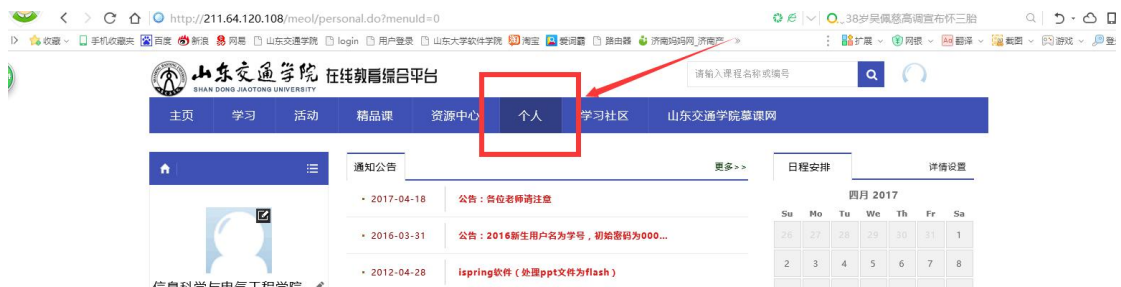 http://211.64.120.108/meol/personal.do?menuId=0
38岁吴佩慈高调宣布怀三胎
收藏 手机收藏夹 百度 新浪 网易 山东交通学院 login 用户登录 山东大学软件学院 淘宝 爱词霸 路由器 济南妈妈网_济南产 »
扩展 网银 翻译 截图 游戏 登
山东交通学院 在线教育综合平台
SHAN DONG JIAOTONG UNIVERSITY
请输入课程名称或编号
主页 学习 活动 精品课 资源中心 个人 学习社区 山东交通学院慕课网
通知公告 更多>>
• 2017-04-18 公告：各位老师请注意
• 2016-03-31 公告：2016新生用户名为学号，初始密码为000...
• 2012-04-28 ispring软件（处理ppt文件为flash）
信息科学与电气工程学院
日程安排 详情设置
四月 2017
Su Mo Tu We Th Fr Sa
26 27 28 29 30 31 1
2 3 4 5 6 7 8